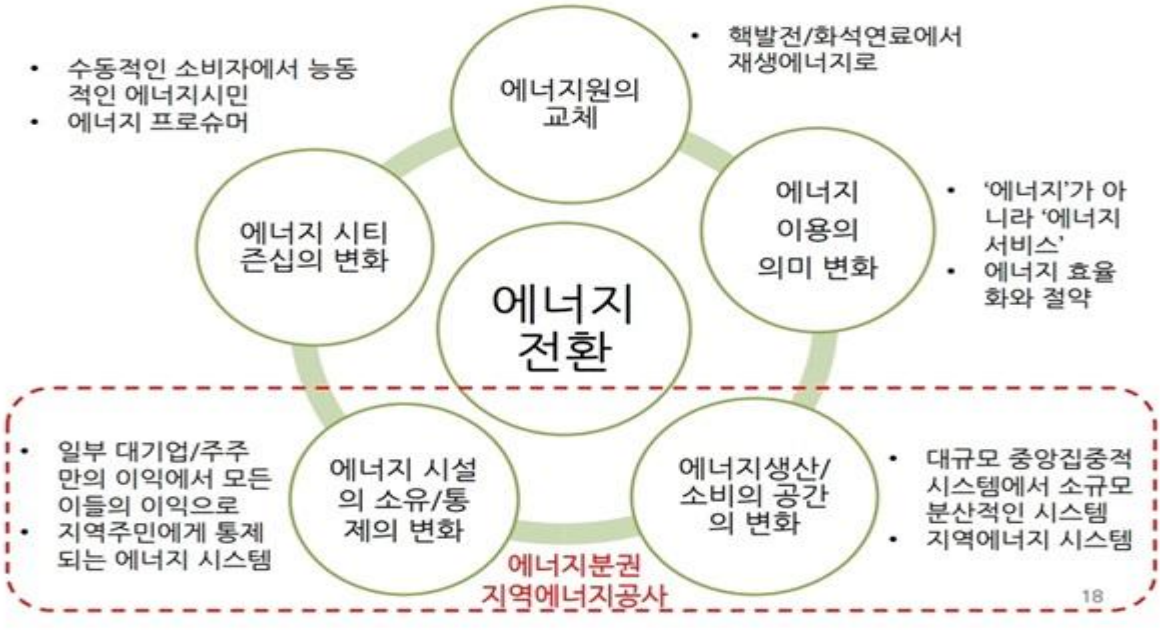 • 수동적인 소비자에서 능동
적인 에너지시민
• 에너지 프로슈머
에너지원의
교체
• 핵발전/화석연료에서
재생에너지로
에너지 시티
즌십의 변화
에너지
이용의
의미 변화
• ‘에너지’가 아
니라 ‘에너지
서비스’
• 에너지 효율
화와 절약
에너지
전환
• 일부 대기업/주주
만의 이익에서 모든
이들의 이익으로
• 지역주민에게 통제
되는 에너지 시스템
에너지 시설
의 소유/통
제의 변화
에너지생산/
소비의 공간
의 변화
• 대규모 중앙집중적
시스템에서 소규모
분산적인 시스템
• 지역에너지 시스템
에너지분권
지역에너지공사
18